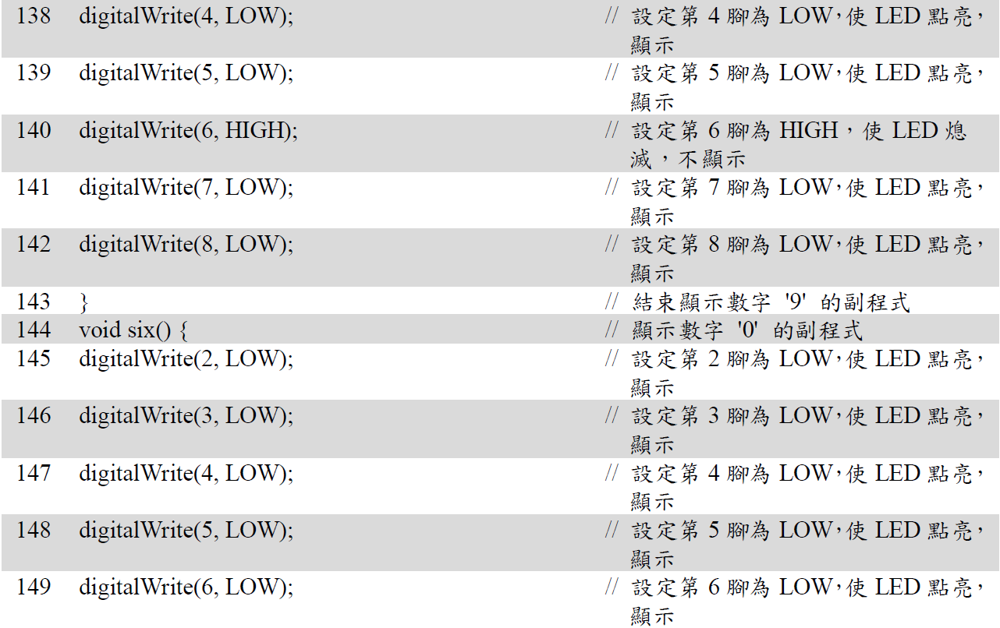 138 digitalWrite(4, LOW); // 設定第 4 腳為 LOW,使 LED 點亮,
顯示
139 digitalWrite(5, LOW); // 設定第 5 腳為 LOW,使 LED 點亮,
顯示
140 digitalWrite(6, HIGH); // 設定第 6 腳為 HIGH,使 LED 熄
滅,不顯示
141 digitalWrite(7, LOW); // 設定第 7 腳為 LOW,使 LED 點亮,
顯示
142 digitalWrite(8, LOW); // 設定第 8 腳為 LOW,使 LED 點亮,
顯示
143 } // 結束顯示數字 '9' 的副程式
144 void six() { // 顯示數字 '0' 的副程式
145 digitalWrite(2, LOW); // 設定第 2 腳為 LOW,使 LED 點亮,
顯示
146 digitalWrite(3, LOW); // 設定第 3 腳為 LOW,使 LED 點亮,
顯示
147 digitalWrite(4, LOW); // 設定第 4 腳為 LOW,使 LED 點亮,
顯示
148 digitalWrite(5, LOW); // 設定第 5 腳為 LOW,使 LED 點亮,
顯示
149 digitalWrite(6, LOW); // 設定第 6 腳為 LOW,使 LED 點亮,
顯示